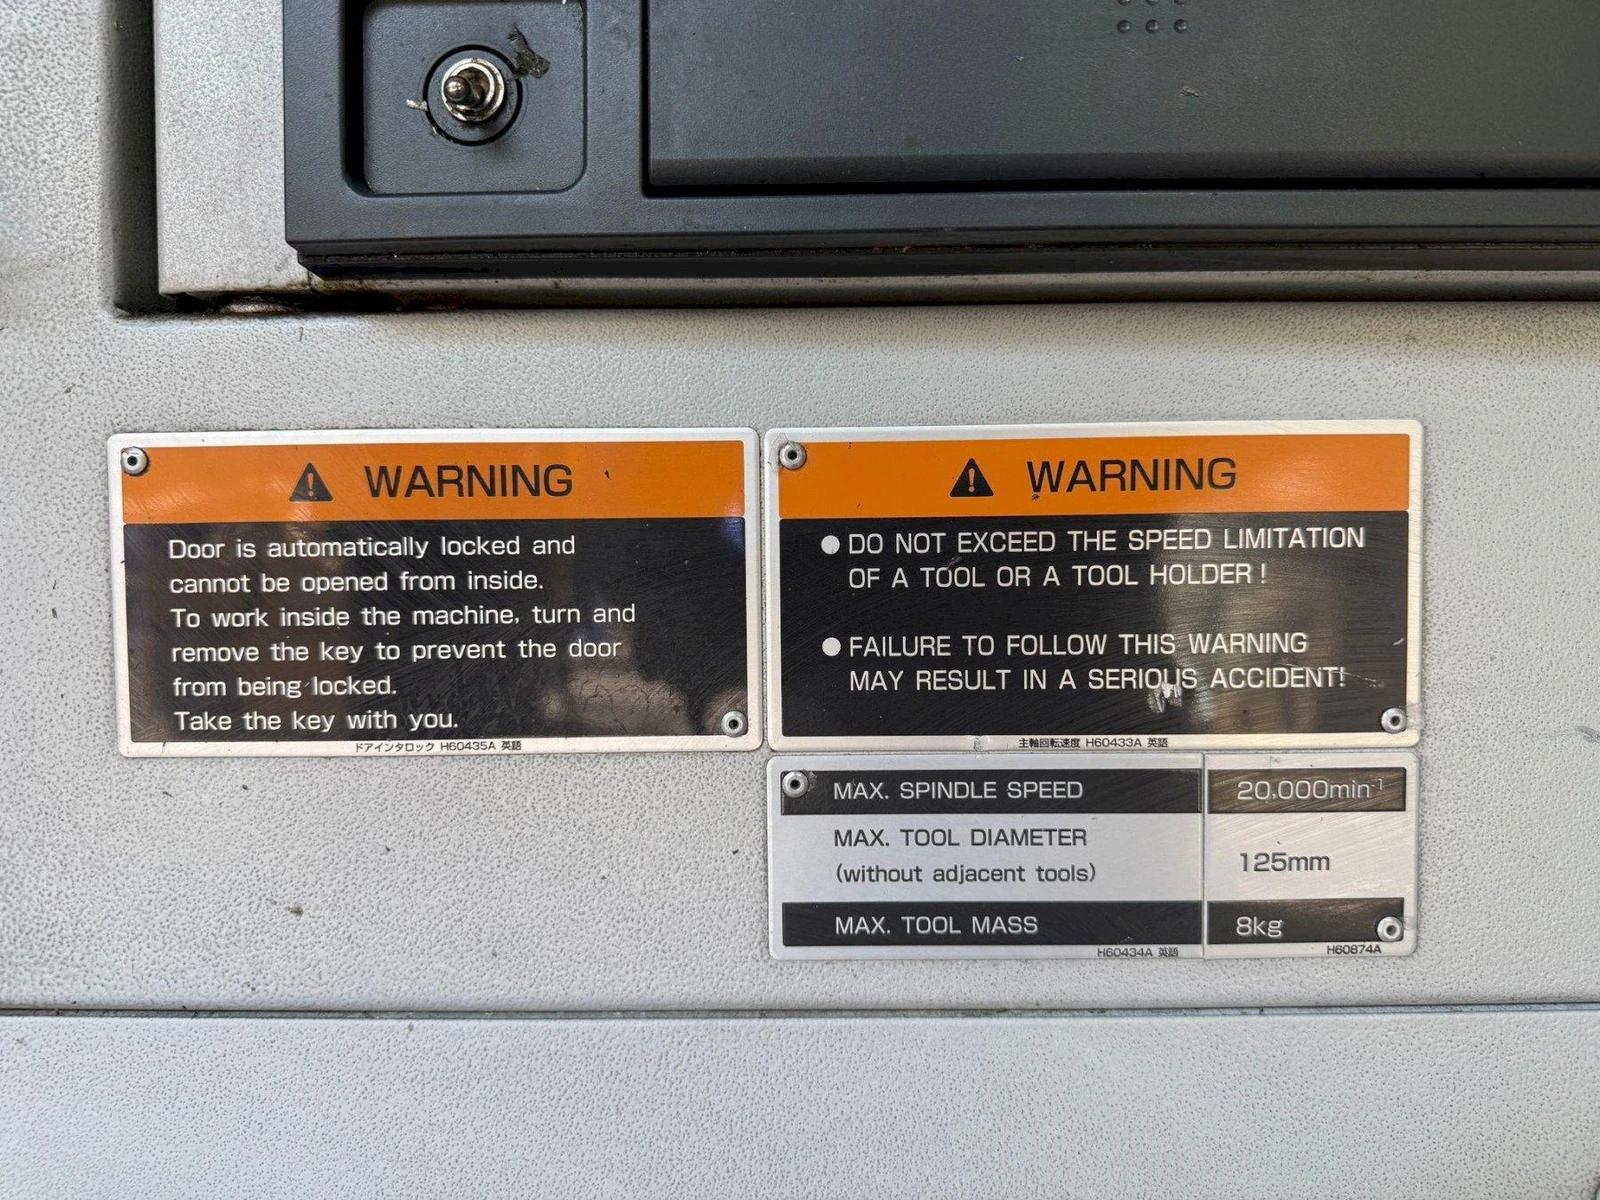 WARNING
Door is automatically locked and
cannot be opened from inside.
To work inside the machine, turn and
remove the key to prevent the door
from being locked.
Take the key with you.
ドアインタロック H60435A 英語
WARNING
● DO NOT EXCEED THE SPEED LIMITATION
OF A TOOL OR A TOOL HOLDER !
● FAILURE TO FOLLOW THIS WARNING
MAY RESULT IN A SERIOUS ACCIDENT!
主軸回転速度 H60433A 英語
MAX. SPINDLE SPEED 20,000min⁻¹
MAX. TOOL DIAMETER
(without adjacent tools) 125mm
MAX. TOOL MASS 8kg
H60434A 英語 H60874A